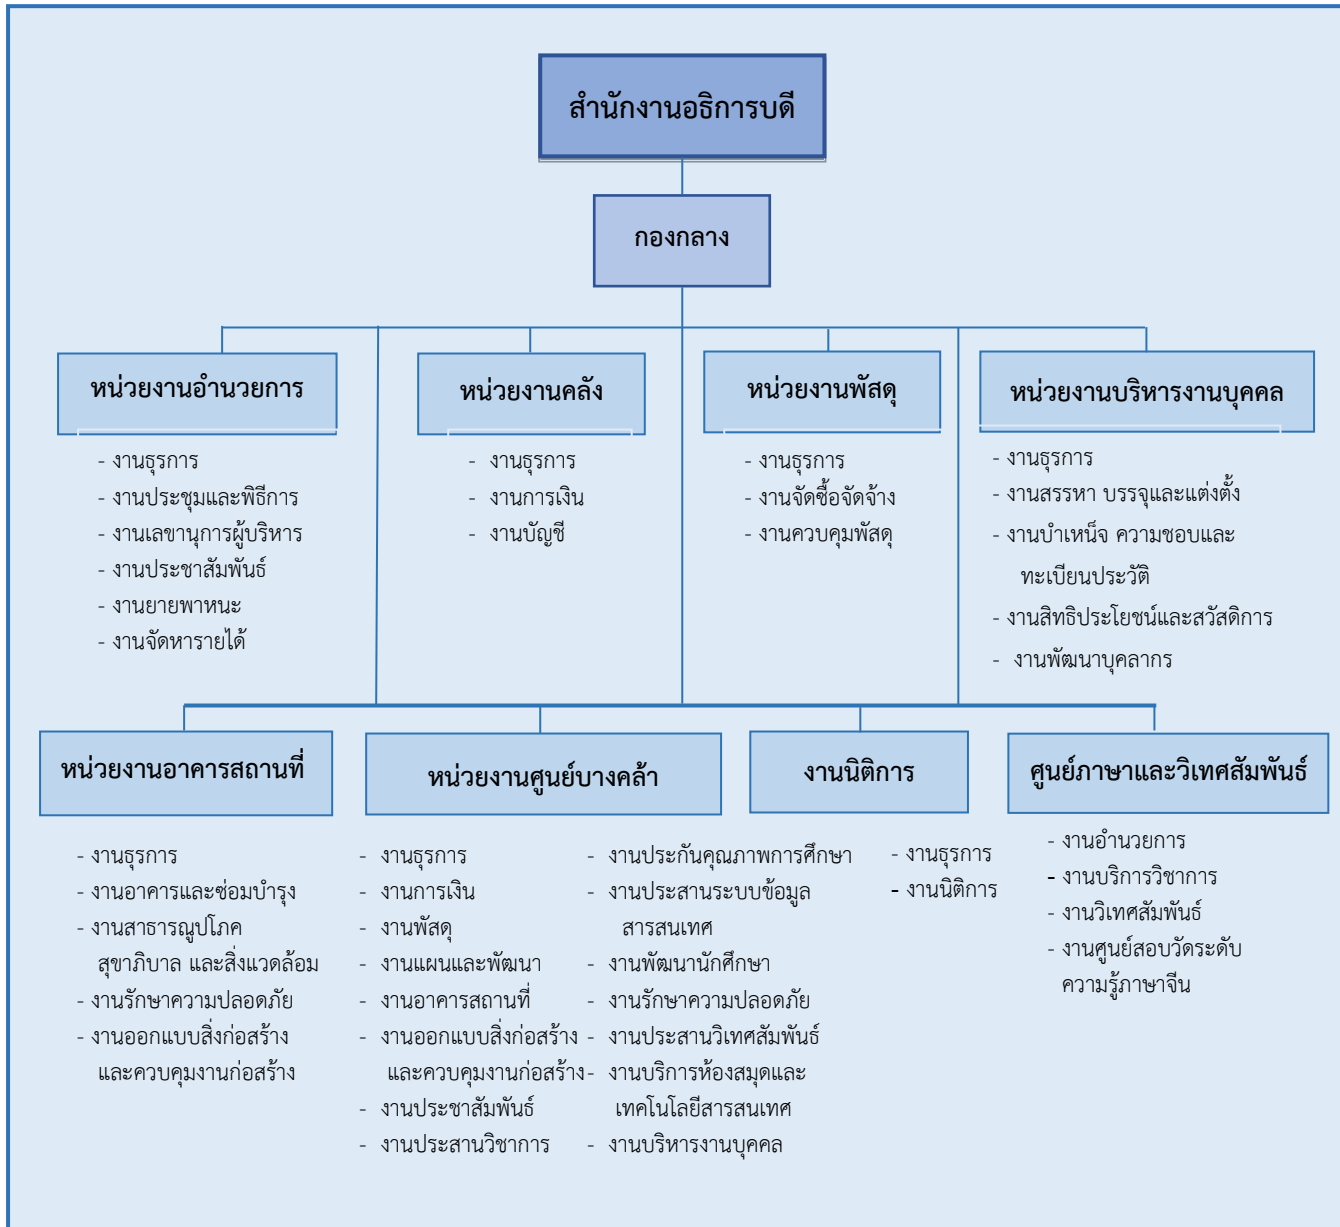 สำนักงานอธิการบดี
กองกลาง
หน่วยงานอำนวยการ
- งานธุรการ
- งานประชุมและพิธีการ
- งานเลขานุการผู้บริหาร
- งานประชาสัมพันธ์
- งานยายพาหนะ
- งานจัดหารายได้
หน่วยงานคลัง
- งานธุรการ
- งานการเงิน
- งานบัญชี
หน่วยงานพัสดุ
- งานธุรการ
- งานจัดซื้อจัดจ้าง
- งานควบคุมพัสดุ
หน่วยงานบริหารงานบุคคล
- งานธุรการ
- งานสรรหา บรรจุและแต่งตั้ง
- งานบำเหน็จ ความชอบและ
ทะเบียนประวัติ
- งานสิทธิประโยชน์และสวัสดิการ
- งานพัฒนาบุคลากร
หน่วยงานอาคารสถานที่
- งานธุรการ
- งานอาคารและซ่อมบำรุง
- งานสาธารณูปโภค
สุขาภิบาล และสิ่งแวดล้อม
- งานรักษาความปลอดภัย
- งานออกแบบสิ่งก่อสร้าง
และควบคุมงานก่อสร้าง
หน่วยงานศูนย์บางคล้า
- งานธุรการ
- งานการเงิน
- งานพัสดุ
- งานแผนและพัฒนา
- งานอาคารสถานที่
- งานออกแบบสิ่งก่อสร้าง
และควบคุมงานก่อสร้าง
- งานประชาสัมพันธ์
- งานประสานวิชาการ
- งานประกันคุณภาพการศึกษา
- งานประสานระบบข้อมูล
สารสนเทศ
- งานพัฒนานักศึกษา
- งานรักษาความปลอดภัย
- งานประสานวิเทศสัมพันธ์
- งานบริการห้องสมุดและ
เทคโนโลยีสารสนเทศ
- งานบริหารงานบุคคล
งานนิติการ
- งานธุรการ
- งานนิติการ
ศูนย์ภาษาและวิเทศสัมพันธ์
- งานอำนวยการ
- งานบริการวิชาการ
- งานวิเทศสัมพันธ์
- งานศูนย์สอบวัดระดับ
ความรู้ภาษาจีน